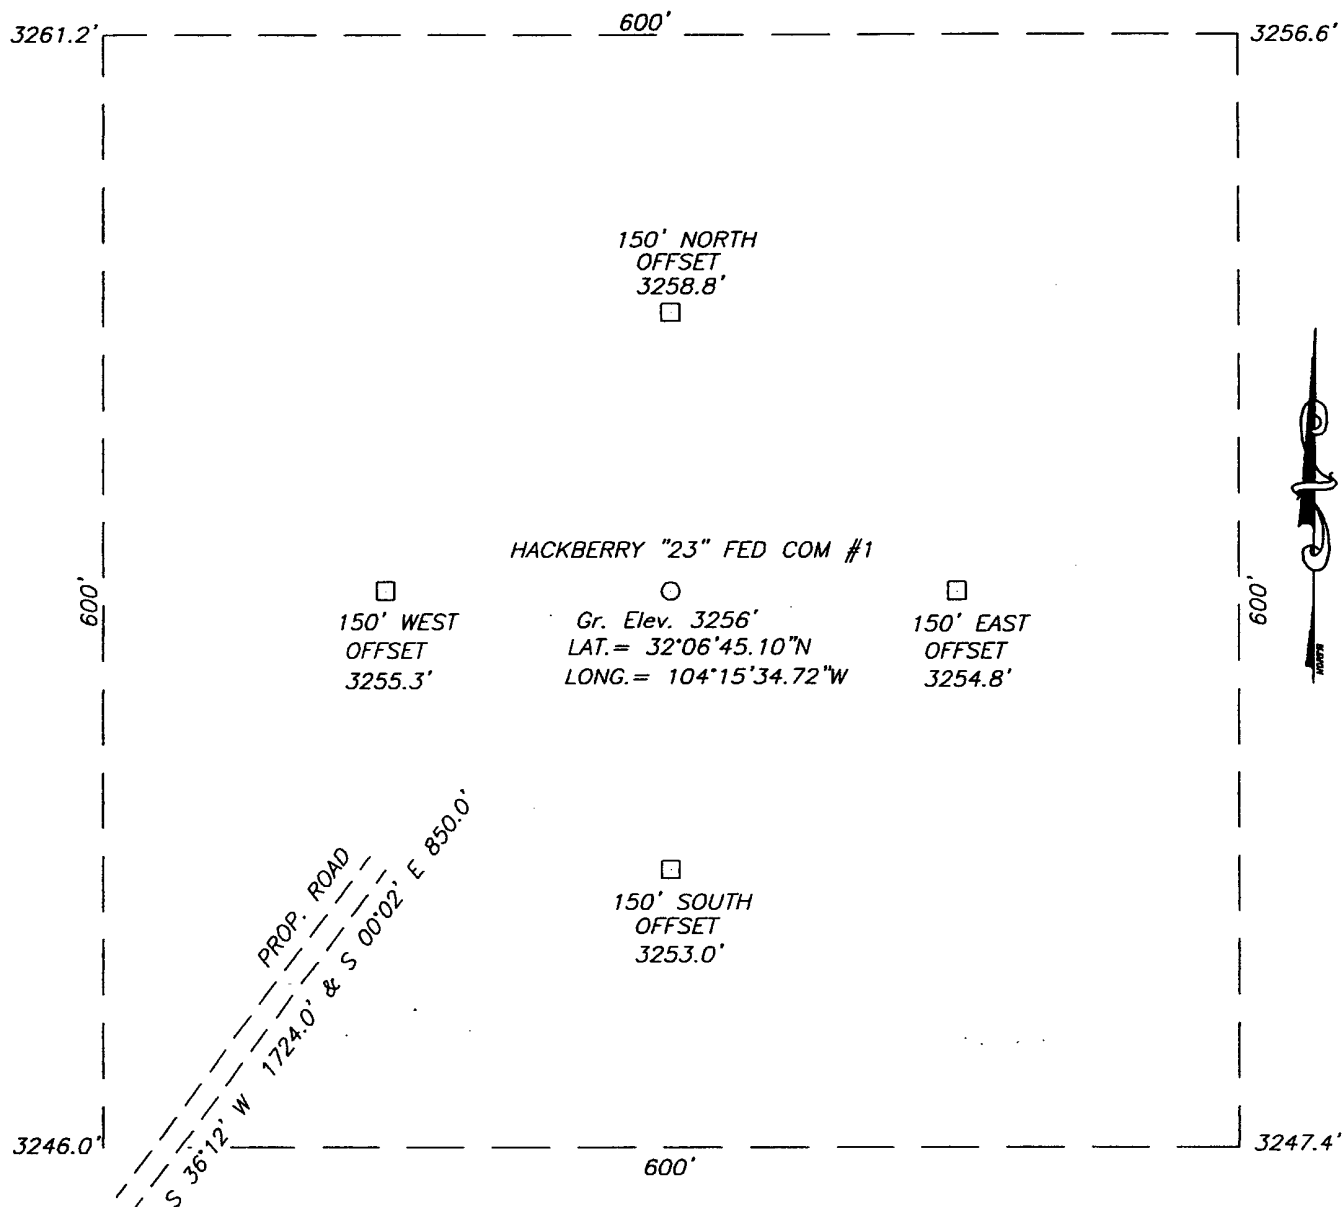 600'
3261.2'
3256.6'
150' NORTH
OFFSET
3258.8'
HACKBERRY "23" FED COM #1
600'
600'
150' WEST
OFFSET
3255.3'
Gr. Elev. 3256'
LAT.= 32°06'45.10"N
LONG.= 104°15'34.72"W
150' EAST
OFFSET
3254.8'
150' SOUTH
OFFSET
3253.0'
PROP. ROAD
S 36°12' W 1724.0' & S 00°02' E 850.0'
3246.0'
600'
3247.4'